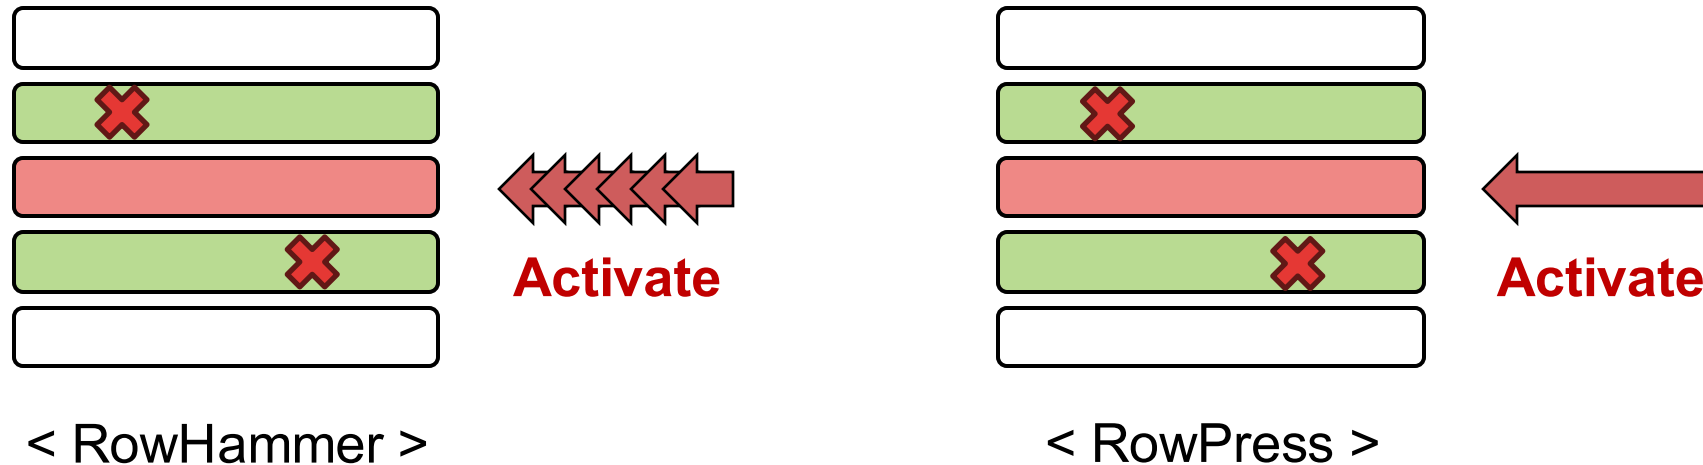 Activate
Activate
< RowHammer >
< RowPress >